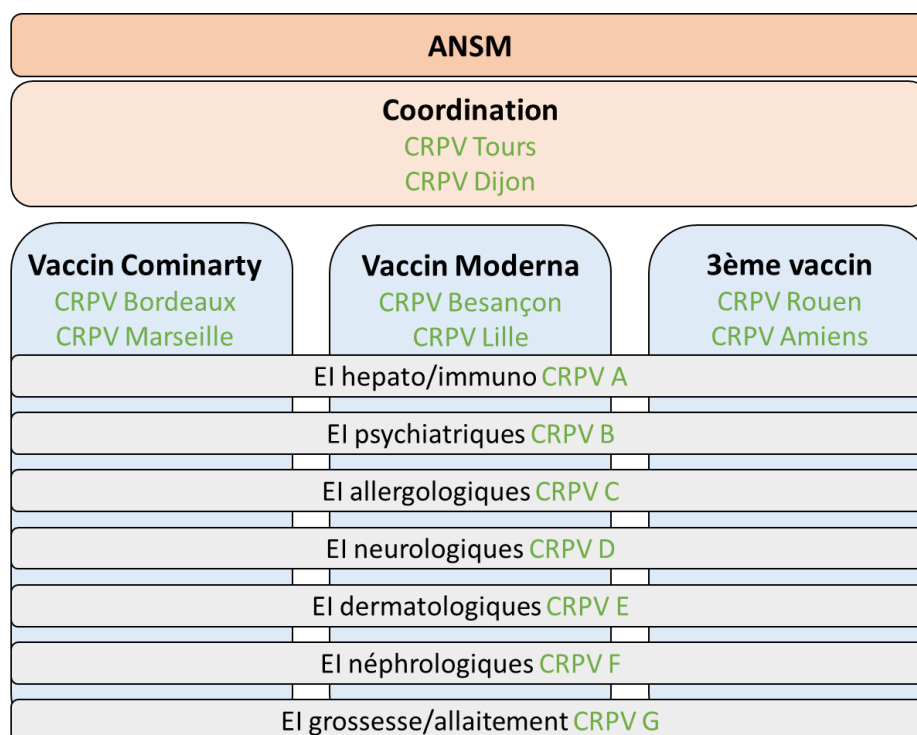 ANSM
Coordination
CRPV Tours
CRPV Dijon
Vaccin Cominarty
CRPV Bordeaux
CRPV Marseille
Vaccin Moderna
CRPV Besançon
CRPV Lille
3ème vaccin
CRPV Rouen
CRPV Amiens
EI hepato/immuno CRPV A
EI psychiatriques CRPV B
EI allergologiques CRPV C
EI neurologiques CRPV D
EI dermatologiques CRPV E
EI néphrologiques CRPV F
EI grossesse/allaitement CRPV G